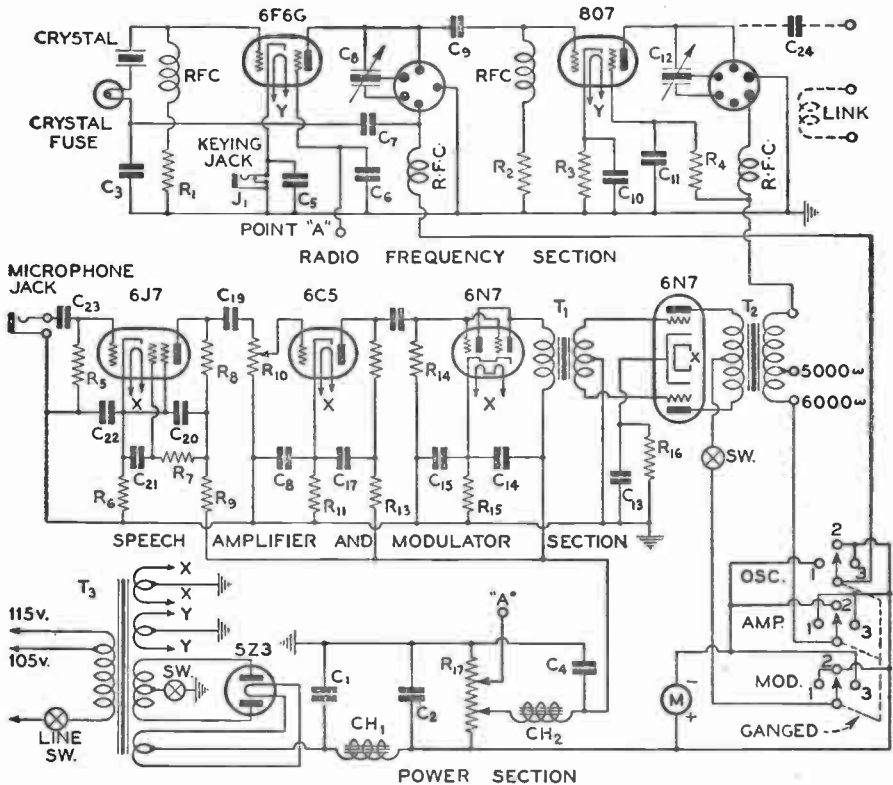 CRYSTAL
6F6G
807
C8
C9
C12
C24
RFC
RFC
Y
Y
CRYSTAL
FUSE
C7
LINK
KEYING
JACK
R.F.C.
R.F.C.
C3
R1
J1
C5
C6
R2
R3
C10
C11
R4
POINT "A"
RADIO FREQUENCY SECTION
MICROPHONE
JACK
C23
6J7
C19
6C5
6N7
T1
6N7
T2
R5
R8
R10
R14
X
X
X
X
5000 ω
6000 ω
C22
C20
SW.
C21
R7
C8
C17
C15
C14
R16
R6
R9
R11
R13
R15
C13
SPEECH AMPLIFIER AND MODULATOR SECTION
2
OSC.
1
3
T3
X
X
Y
Y
"A"
2
AMP.
1
3
115v.
105v.
5Z3
SW.
C1
C2
R17
C4
2
MOD.
1
3
M
-
+
LINE
SW.
CH1
CH2
GANGED
POWER SECTION